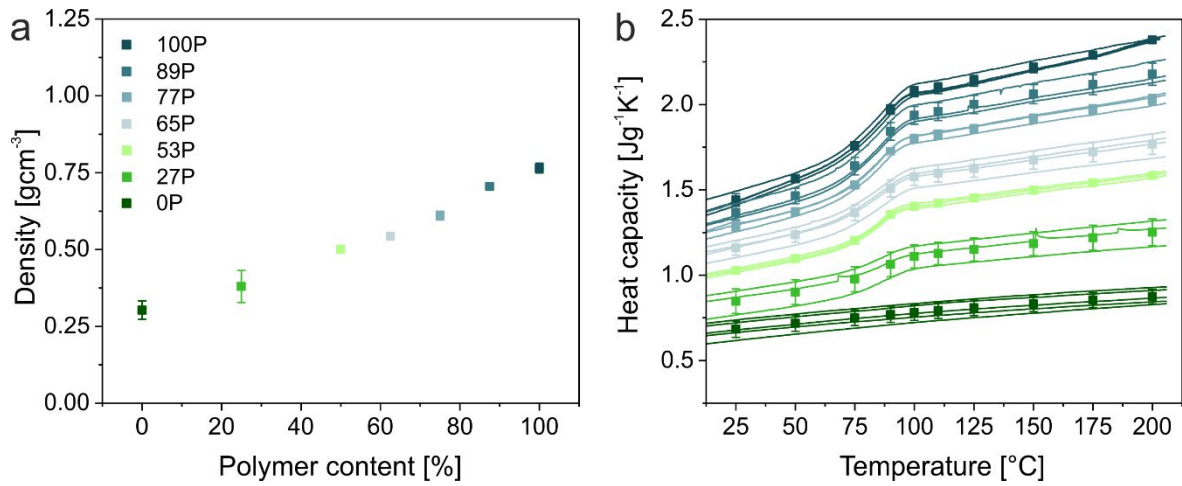 a
1.25
1.00
0.75
0.50
0.25
0.00
Density [gcm⁻³]
100P
89P
77P
65P
53P
27P
0P
0 20 40 60 80 100
Polymer content [%]
b
2.5
2.0
1.5
1.0
0.5
Heat capacity [Jg⁻¹K⁻¹]
25 50 75 100 125 150 175 200
Temperature [°C]